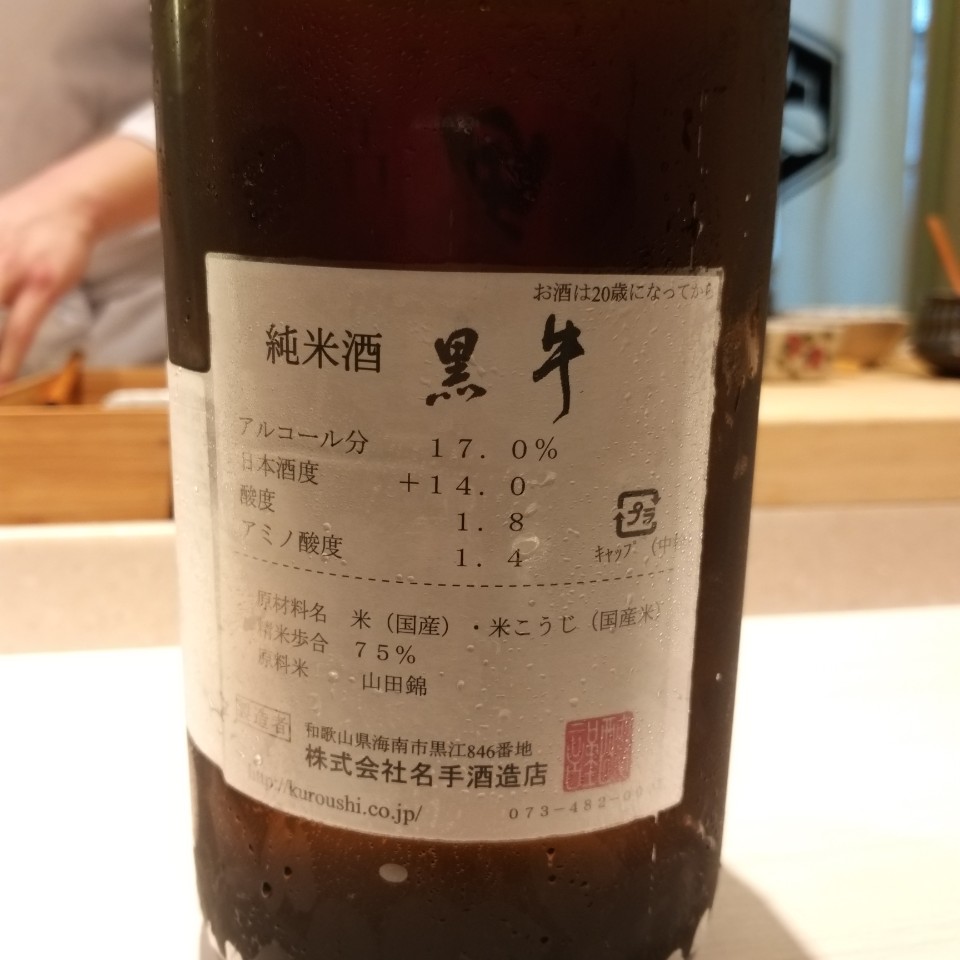 お酒は20歳になってから
純米酒 黒牛
アルコール分 １７．０％
日本酒度 ＋１４．０
酸度 １．８
アミノ酸度 １．４
プラ
キャップ（中
原材料名 米（国産）・米こうじ（国産米）
精米歩合 ７５％
原料米 山田錦
製造者 和歌山県海南市黒江846番地
株式会社名手酒造店
http://kuroushi.co.jp/ 073-482-0